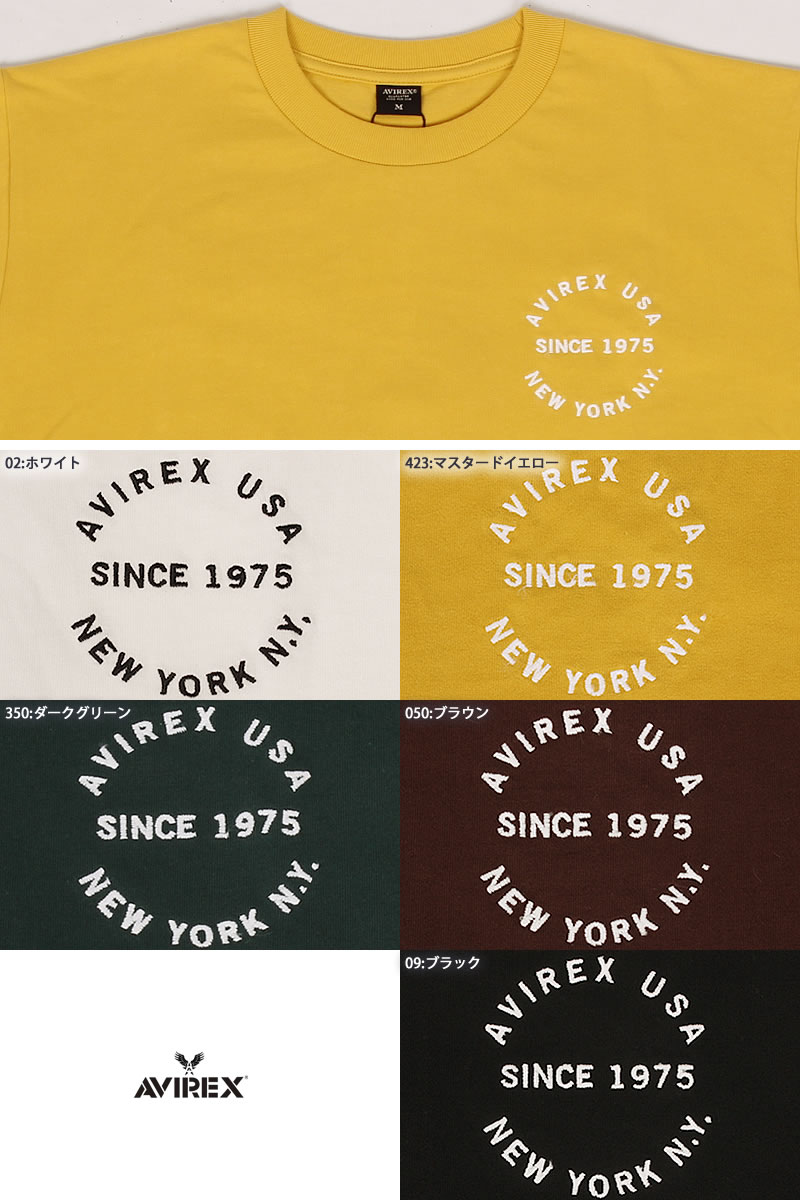 AVIREX®
M
AVIREX USA
SINCE 1975
NEW YORK N.Y.
02:ホワイト
AVIREX USA
SINCE 1975
NEW YORK N.Y.
423:マスタードイエロー
AVIREX USA
SINCE 1975
NEW YORK N.Y.
350:ダークグリーン
AVIREX USA
SINCE 1975
NEW YORK N.Y.
050:ブラウン
AVIREX USA
SINCE 1975
NEW YORK N.Y.
AVIREX
09:ブラック
AVIREX USA
SINCE 1975
NEW YORK N.Y.